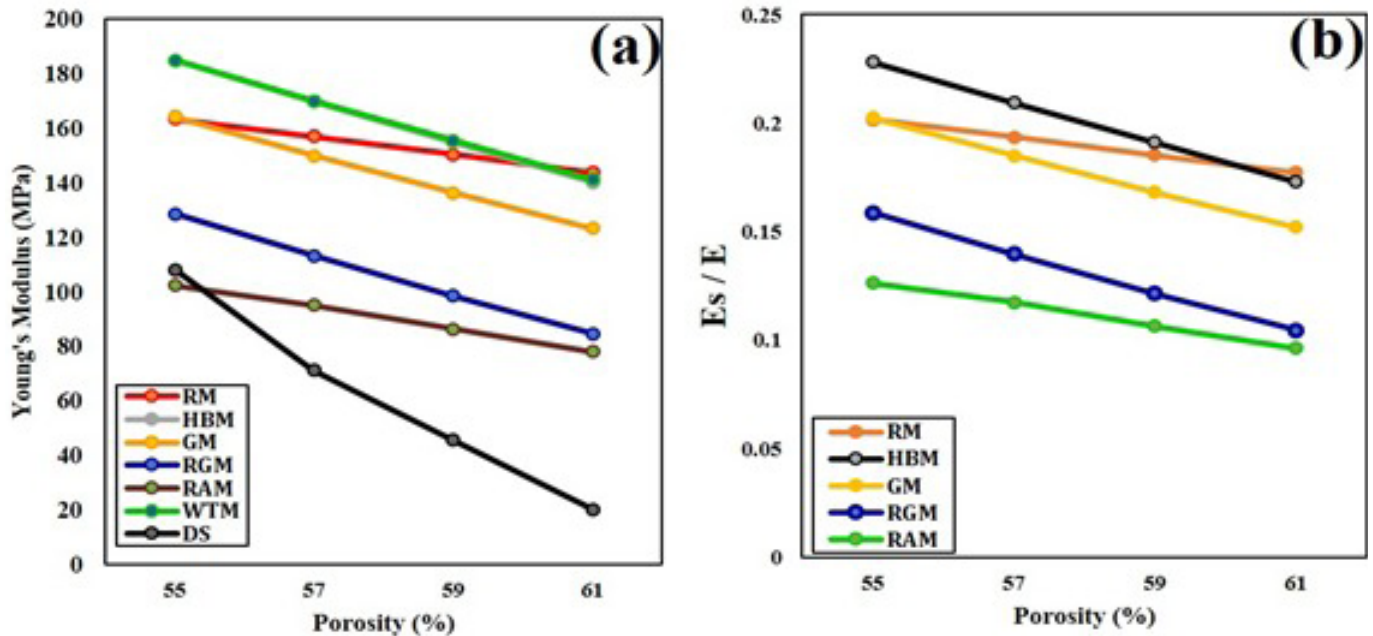 (a)
Young's Modulus (MPa)
200
180
160
140
120
100
80
60
40
20
0
RM
HBM
GM
RGM
RAM
WTM
DS
55 57 59 61
Porosity (%)
(b)
Es / E
0.25
0.2
0.15
0.1
0.05
0
RM
HBM
GM
RGM
RAM
55 57 59 61
Porosity (%)